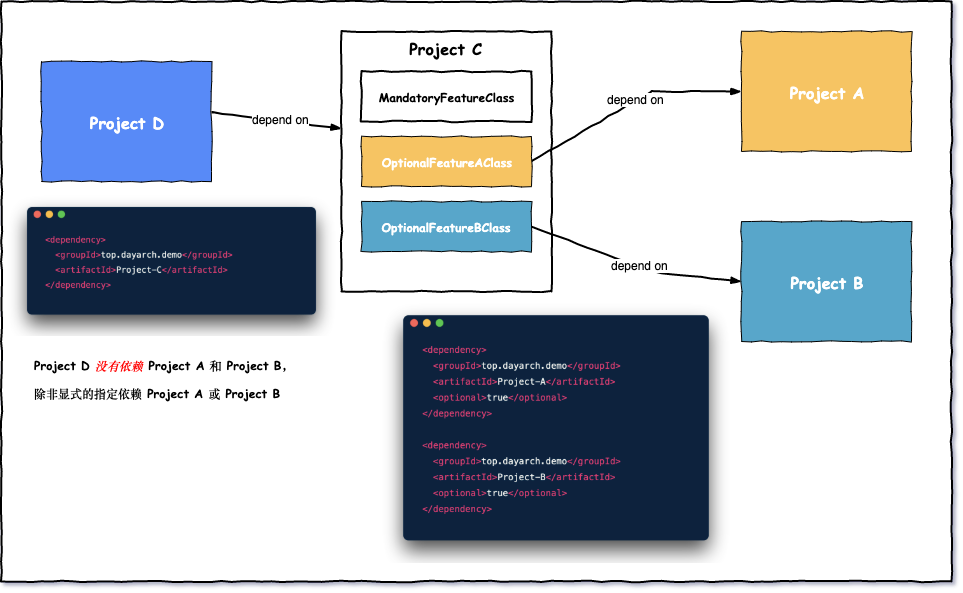 Project D
depend on
Project C
MandatoryFeatureClass
OptionalFeatureAClass
OptionalFeatureBClass
depend on
Project A
depend on
Project B
<dependency>
<groupId>top.dayarch.demo</groupId>
<artifactId>Project-C</artifactId>
</dependency>
Project D 没有依赖 Project A 和 Project B，
除非显式的指定依赖 Project A 或 Project B
<dependency>
<groupId>top.dayarch.demo</groupId>
<artifactId>Project-A</artifactId>
<optional>true</optional>
</dependency>
<dependency>
<groupId>top.dayarch.demo</groupId>
<artifactId>Project-B</artifactId>
<optional>true</optional>
</dependency>